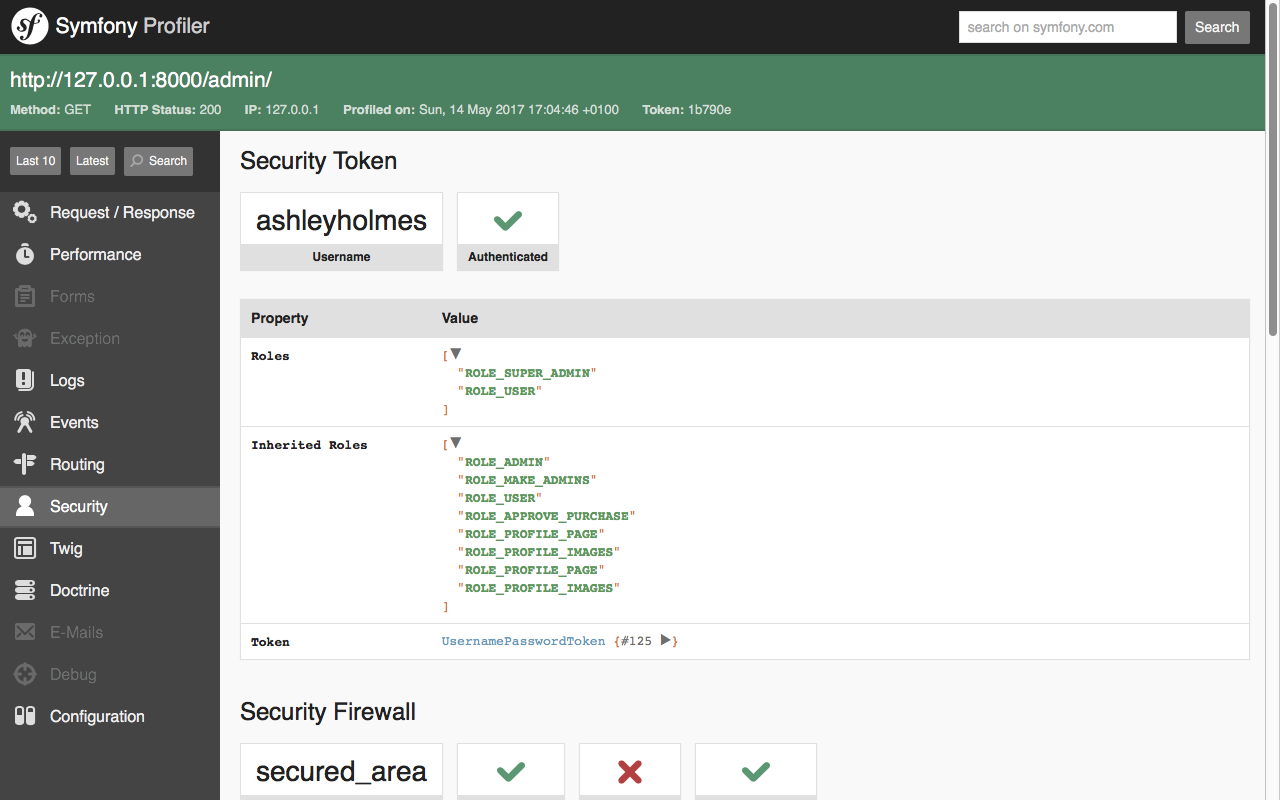 sf Symfony Profiler
search on symfony.com Search
http://127.0.0.1:8000/admin/
Method: GET HTTP Status: 200 IP: 127.0.0.1 Profiled on: Sun, 14 May 2017 17:04:46 +0100 Token: 1b790e
Last 10 Latest Search
Request / Response
Performance
Forms
Exception
Logs
Events
Routing
Security
Twig
Doctrine
E-Mails
Debug
Configuration
Security Token
ashleyholmes
Username Authenticated
Property Value
Roles [▼
"ROLE_SUPER_ADMIN"
"ROLE_USER"
]
Inherited Roles [▼
"ROLE_ADMIN"
"ROLE_MAKE_ADMINS"
"ROLE_USER"
"ROLE_APPROVE_PURCHASE"
"ROLE_PROFILE_PAGE"
"ROLE_PROFILE_IMAGES"
"ROLE_PROFILE_PAGE"
"ROLE_PROFILE_IMAGES"
]
Token UsernamePasswordToken {#125 ▶}
Security Firewall
secured_area